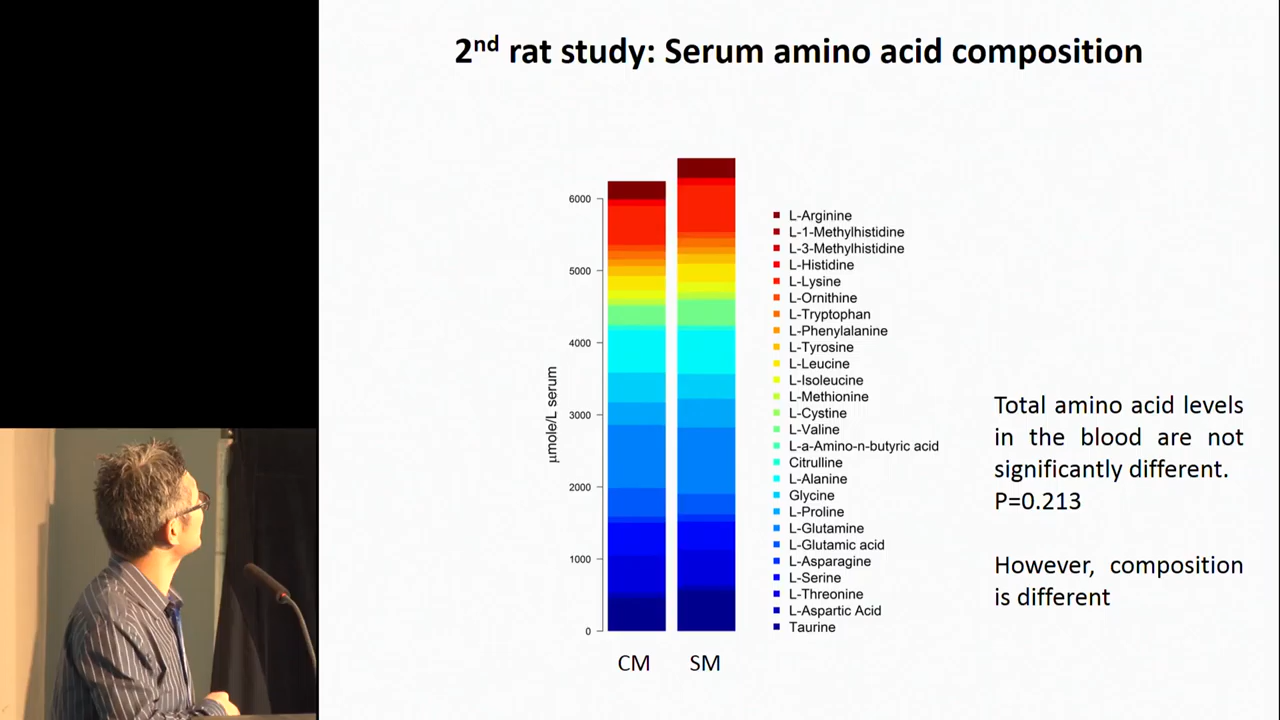 2nd rat study: Serum amino acid composition
6000
5000
4000
3000
2000
1000
0
µmole/L serum
CM
SM
L-Arginine
L-1-Methylhistidine
L-3-Methylhistidine
L-Histidine
L-Lysine
L-Ornithine
L-Tryptophan
L-Phenylalanine
L-Tyrosine
L-Leucine
L-Isoleucine
L-Methionine
L-Cystine
L-Valine
L-a-Amino-n-butyric acid
Citrulline
L-Alanine
Glycine
L-Proline
L-Glutamine
L-Glutamic acid
L-Asparagine
L-Serine
L-Threonine
L-Aspartic Acid
Taurine
Total amino acid levels
in the blood are not
significantly different.
P=0.213
However, composition
is different